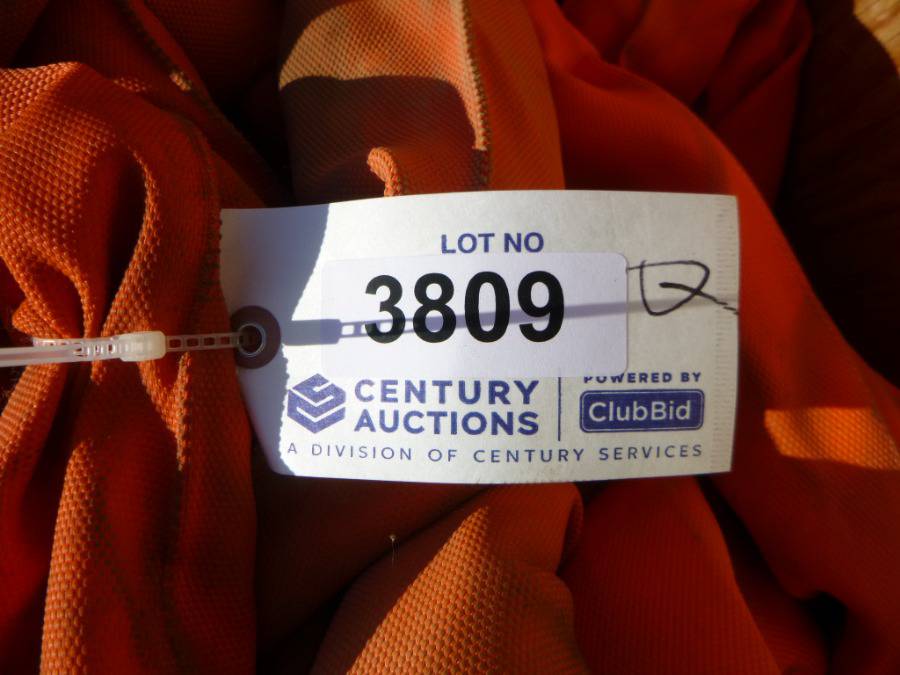 LOT NO
3809
CENTURY
AUCTIONS
POWERED BY
ClubBid
A DIVISION OF CENTURY SERVICES